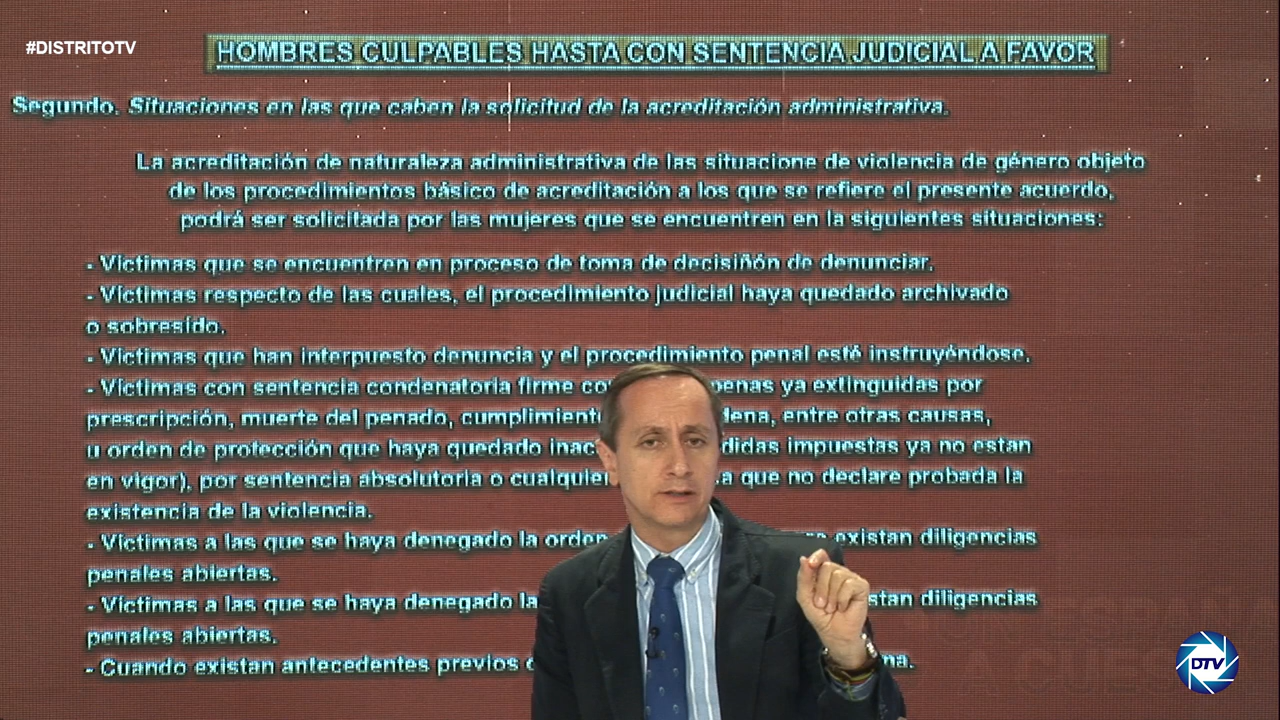 #DISTRITOTV
HOMBRES CULPABLES HASTA CON SENTENCIA JUDICIAL A FAVOR
Segundo. Situaciones en las que caben la solicitud de la acreditación administrativa.
La acreditación de naturaleza administrativa de las situacione de violencia de género objeto
de los procedimientos básico de acreditación a los que se refiere el presente acuerdo,
podrá ser solicitada por las mujeres que se encuentren en la siguientes situaciones:
- Víctimas que se encuentren en proceso de toma de decisiñón de denunciar.
- Víctimas respecto de las cuales, el procedimiento judicial haya quedado archivado
o sobresído.
- Víctimas que han interpuesto denuncia y el procedimiento penal esté instruyéndose.
- Víctimas con sentencia condenatoria firme penas ya extinguidas por
prescripción, muerte del penado, entre otras causas,
u orden de protección que haya quedado impuestas ya no estan
en vigor), por sentencia absolutoria o que no declare probada la
existencia de la violencia.
- Víctimas a las que se haya denegado la orden existan diligencias
penales abiertas.
- Víctimas a las que se haya denegado la diligencias
penales abiertas.
- Cuando existan antecedentes previos
DTV